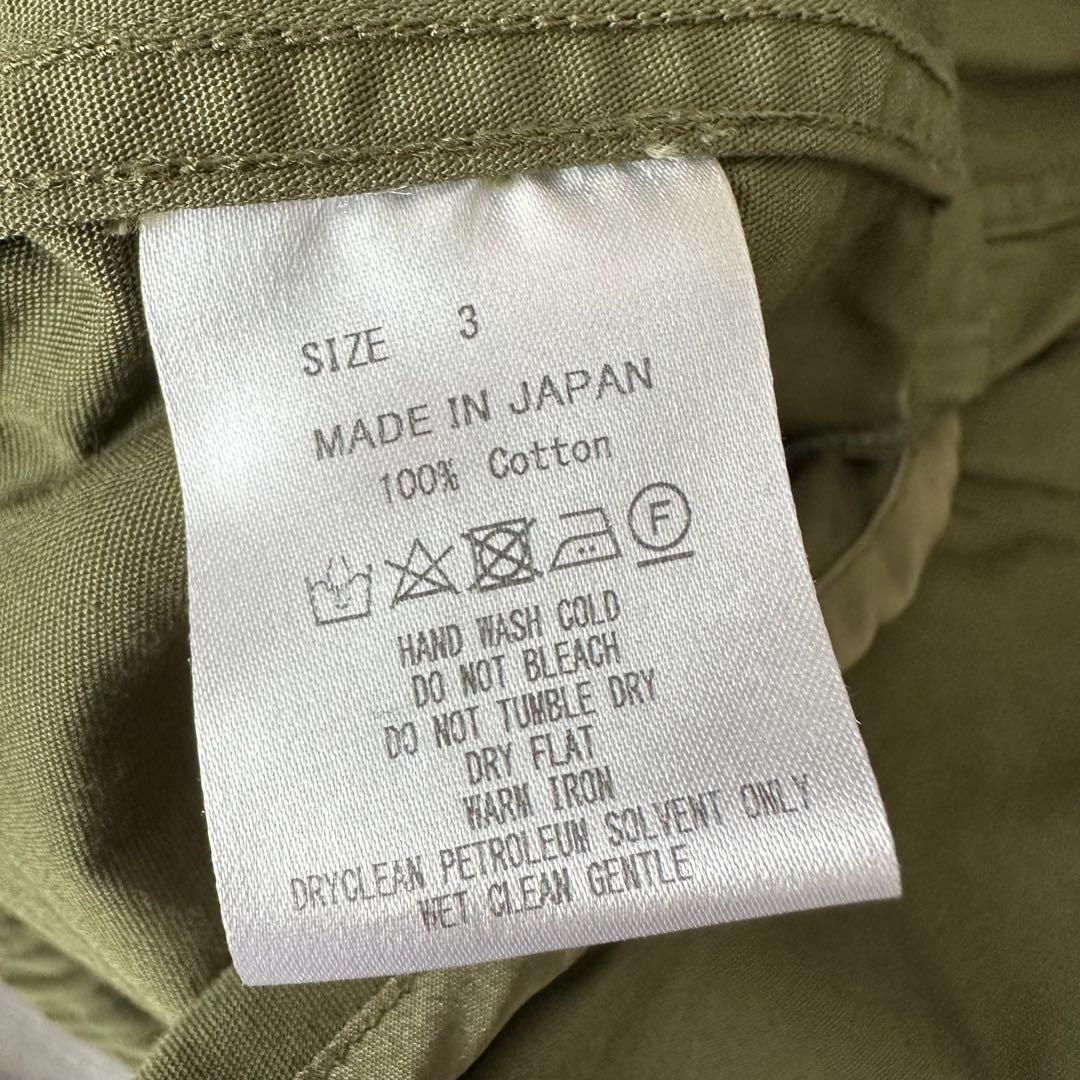 SIZE 3
MADE IN JAPAN
100% Cotton
F
HAND WASH COLD
DO NOT BLEACH
DO NOT TUMBLE DRY
DRY FLAT
WARM IRON
DRYCLEAN PETROLEUM SOLVENT ONLY
WET CLEAN GENTLE